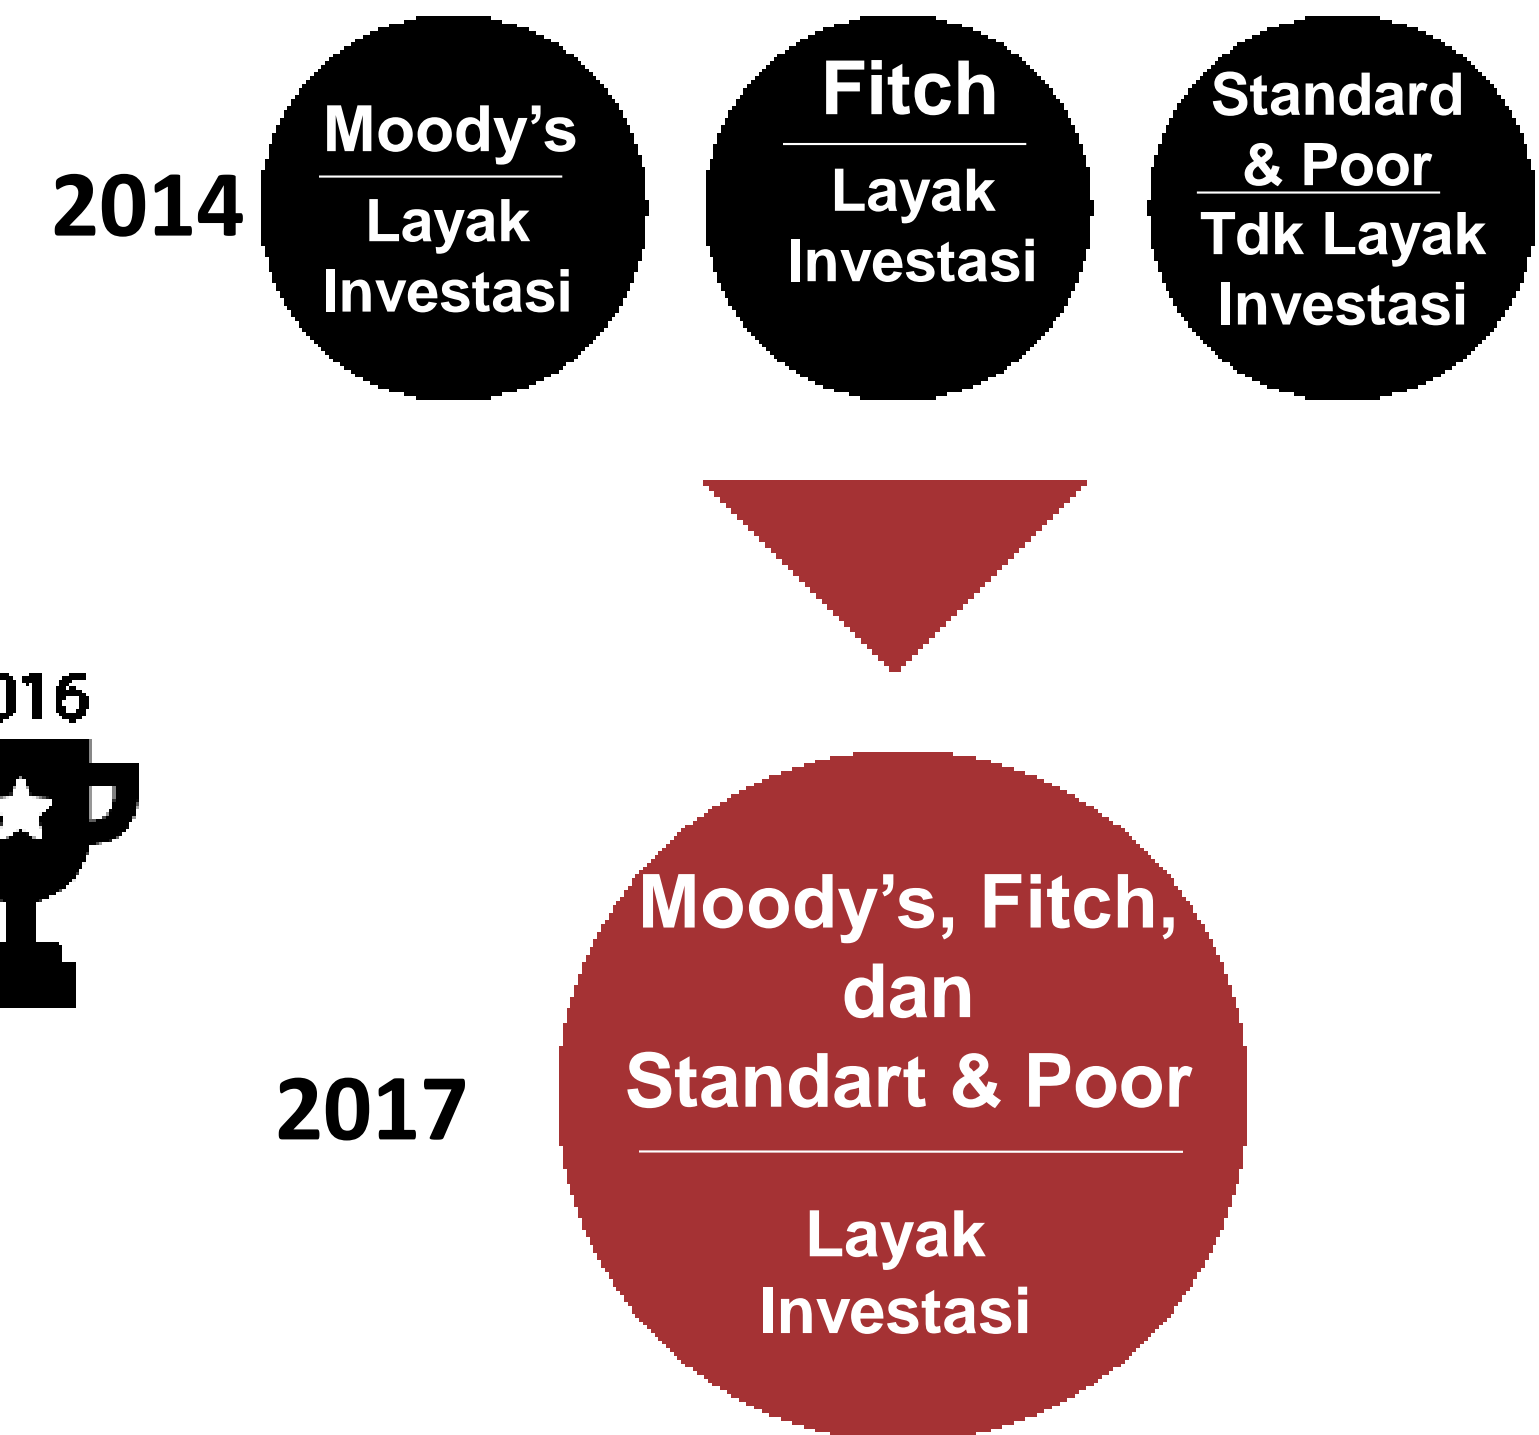 2014
Moody’s
Layak
Investasi
Fitch
Layak
Investasi
Standard
& Poor
Tdk Layak
Investasi
016
2017
Moody’s, Fitch,
dan
Standart & Poor
Layak
Investasi